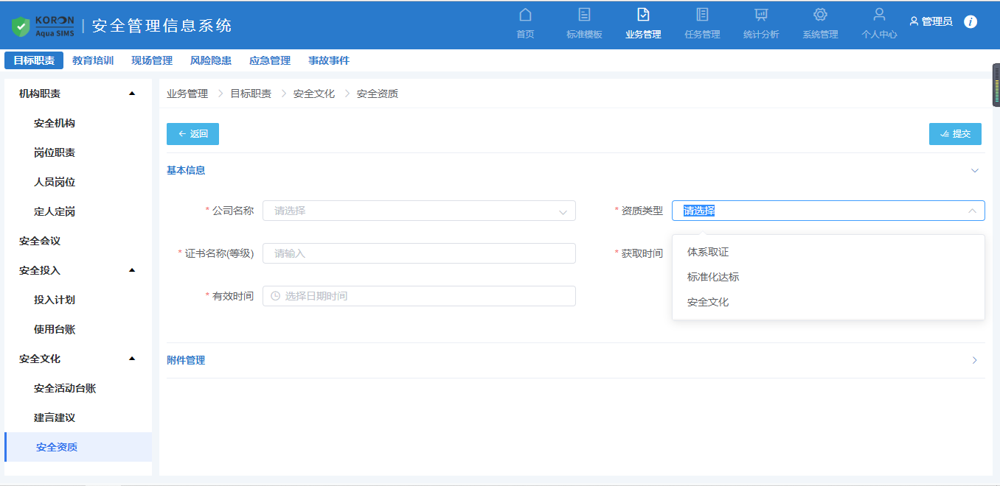 KORON
Aqua SIMS
安全管理信息系统
首页
标准模板
业务管理
任务管理
统计分析
系统管理
个人中心
管理员
目标职责
教育培训
现场管理
风险隐患
应急管理
事故事件
机构职责
安全机构
岗位职责
人员岗位
定人定岗
安全会议
安全投入
投入计划
使用台账
安全文化
安全活动台账
建言建议
安全资质
业务管理 > 目标职责 > 安全文化 > 安全资质
返回
提交
基本信息
* 公司名称 请选择
* 资质类型 请选择
体系取证
标准化达标
安全文化
* 证书名称(等级) 请输入
* 获取时间
* 有效时间 选择日期时间
附件管理